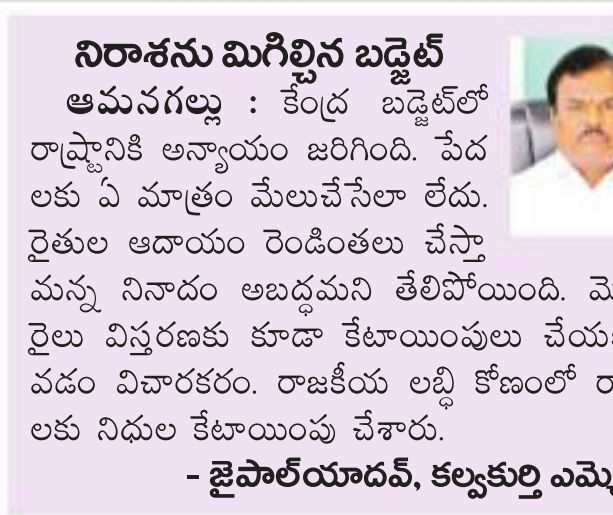 నిరాశను మిగిల్చిన బడ్జెట్
ఆమనగల్లు : కేంద్ర బడ్జెట్‌లో
రాష్ట్రానికి అన్యాయం జరిగింది. పేద
లకు ఏ మాత్రం మేలుచేసేలా లేదు.
రైతుల ఆదాయం రెండింతలు చేస్తా
మన్న నినాదం అబద్ధమని తేలిపోయింది.
రైలు విస్తరణకు కూడా కేటాయింపులు
వడం విచారకరం. రాజకీయ లబ్ధి కోణంలో
లకు నిధుల కేటాయింపు చేశారు.
- జైపాల్‌యాదవ్, కల్వకుర్తి